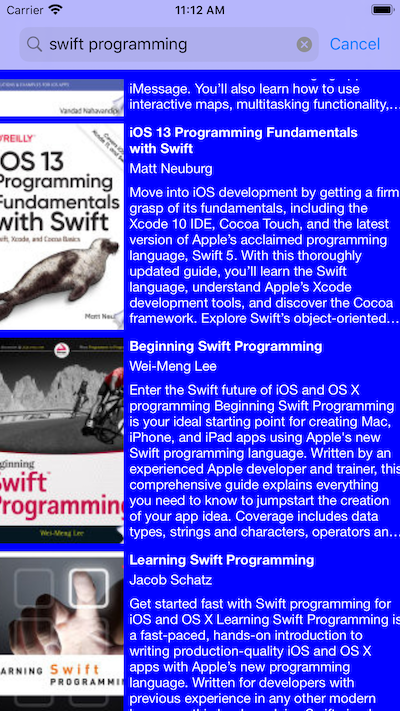 Carrier
11:12 AM
swift programming
Cancel
Vandad Nahavandi
iMessage. You’ll also learn how to use
interactive maps, multitasking functionality,…
iOS 13 Programming Fundamentals
with Swift
Matt Neuburg
Move into iOS development by getting a firm
grasp of its fundamentals, including the
Xcode 10 IDE, Cocoa Touch, and the latest
version of Apple’s acclaimed programming
language, Swift 5. With this thoroughly
updated guide, you’ll learn the Swift
language, understand Apple’s Xcode
development tools, and discover the Cocoa
framework. Explore Swift’s object-oriented…
REILLY
OS 13
Programming
Fundamentals
with Swift
ift, Xcode, and Cocoa Basics
Matt Neu
Beginning Swift Programming
Wei-Meng Lee
Enter the Swift future of iOS and OS X
programming Beginning Swift Programming
is your ideal starting point for creating Mac,
iPhone, and iPad apps using Apple's new
Swift programming language. Written by an
experienced Apple developer and trainer, this
comprehensive guide explains everything
you need to know to jumpstart the creation
of your app idea. Coverage includes data
types, strings and characters, operators an…
ginning
Swift
Programming
Wei-Meng Lee
Learning Swift Programming
Jacob Schatz
Get started fast with Swift programming for
iOS and OS X Learning Swift Programming is
a fast-paced, hands-on introduction to
writing production-quality iOS and OS X
apps with Apple’s new programming
language. Written for developers with
previous experience in any other modern
ARNING Swift
PROGRAMMIN